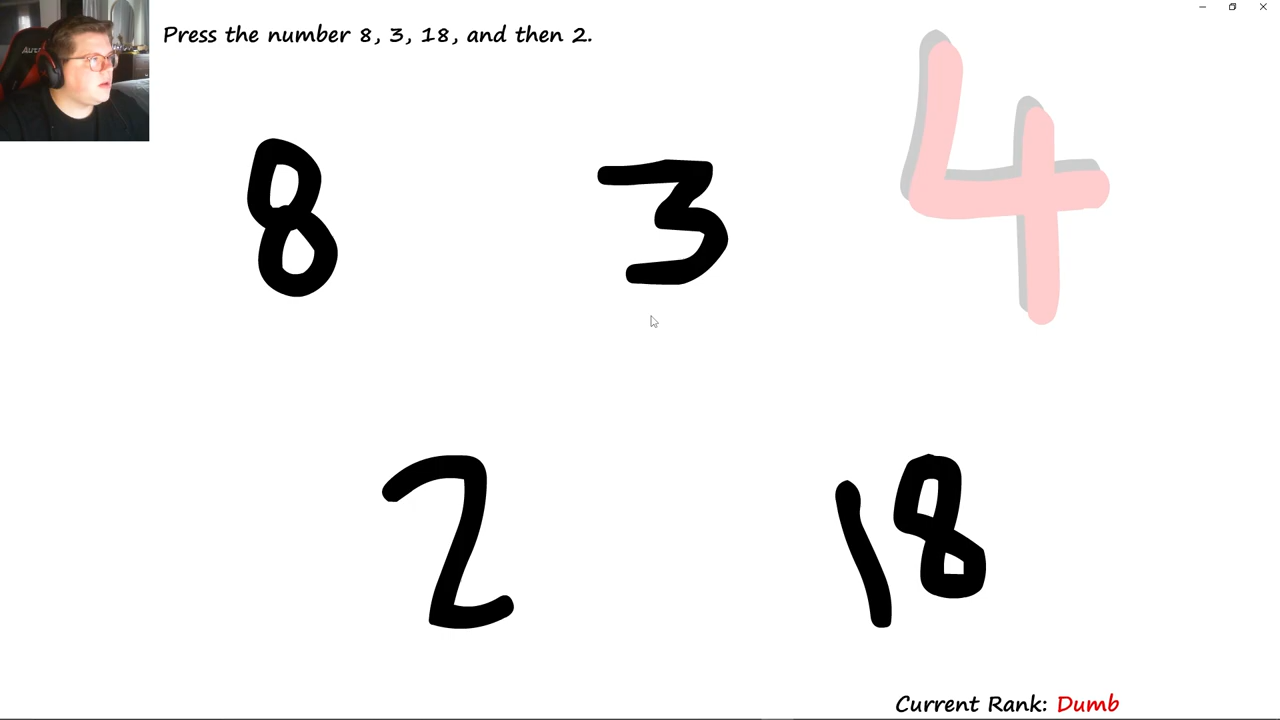 Press the number 8, 3, 18, and then 2.
8 3 4
2 18
Current Rank: Dumb